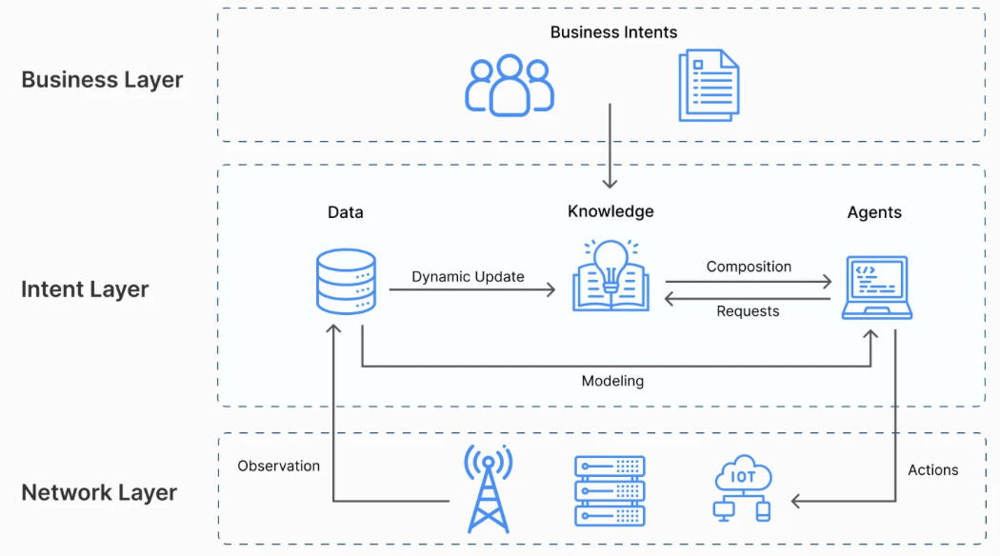 Business Intents
Business Layer
Data
Knowledge
Agents
Intent Layer
Dynamic Update
Composition
Requests
</>
Modeling
Observation
IOT
Actions
Network Layer